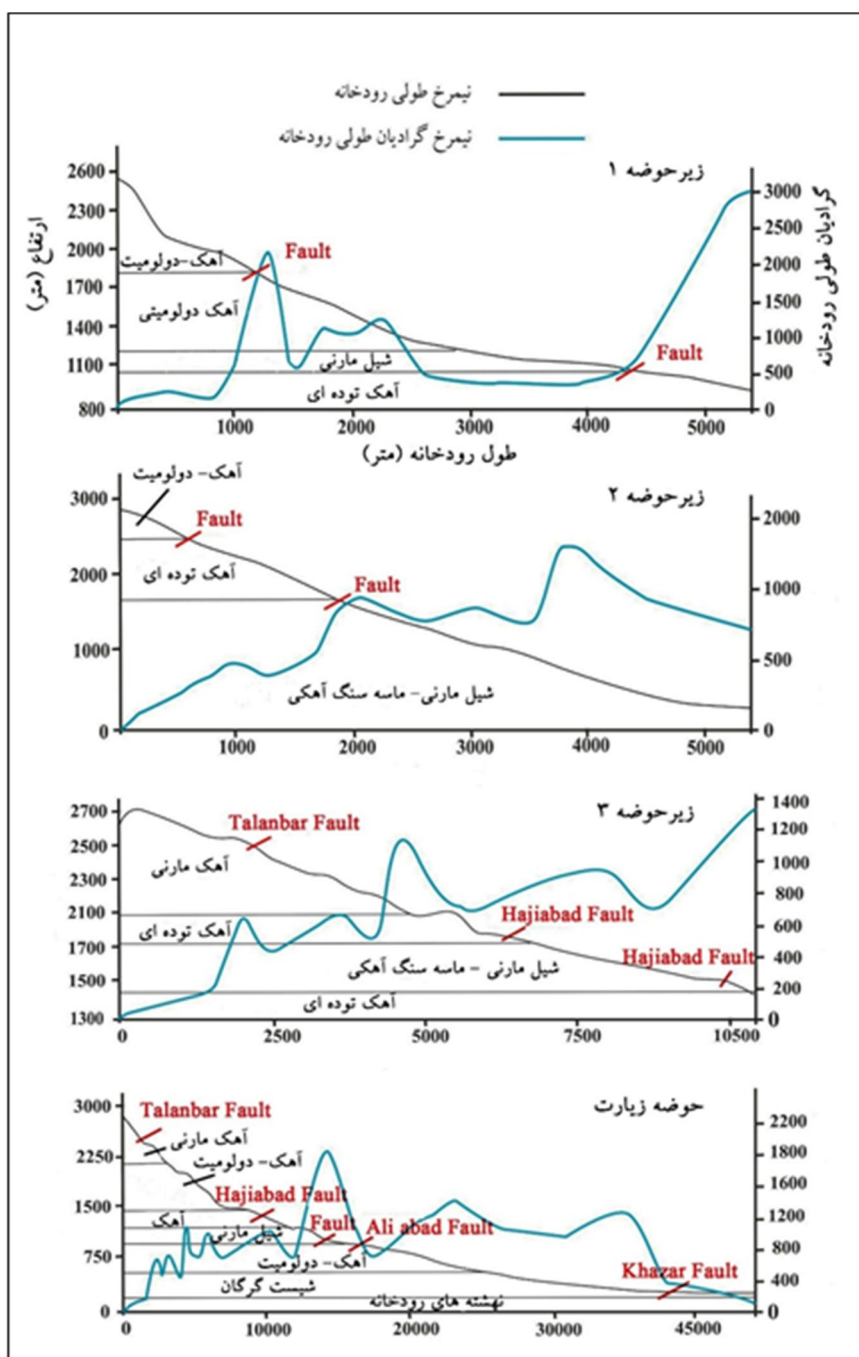 نیمرخ طولی رودخانه
نیمرخ گرادیان طولی رودخانه
زیرحوضه ۱
ارتفاع (متر)
گرادیان طولی رودخانه
2600
2300
2000
1700
1400
1100
800
3000
2500
2000
1500
1000
500
0
Fault
Fault
آهک-دولومیت
آهک دولومیتی
شیل مارنی
آهک توده ای
1000
2000
3000
4000
5000
طول رودخانه (متر)
زیرحوضه ۲
آهک- دولومیت
3000
2000
1000
0
2000
1000
500
0
Fault
Fault
آهک توده ای
شیل مارنی- ماسه سنگ آهکی
1000
2000
3000
4000
5000
زیرحوضه ۳
2700
2500
2300
2100
1700
1500
1300
1400
1200
1000
800
600
400
200
0
Talanbar Fault
آهک مارنی
Hajiabad Fault
آهک توده ای
Hajiabad Fault
شیل مارنی - ماسه سنگ آهکی
آهک توده ای
0
2500
5000
7500
10500
حوضه زیارت
3000
2250
1500
750
0
2200
1800
1600
1200
800
400
0
Talanbar Fault
آهک مارنی
آهک- دولومیت
Hajiabad Fault
آهک
شیل مارنی
Fault
Ali abad Fault
آهک- دولومیت
Khazar Fault
شیست گرگان
نهشته های رودخانه
0
10000
20000
30000
45000